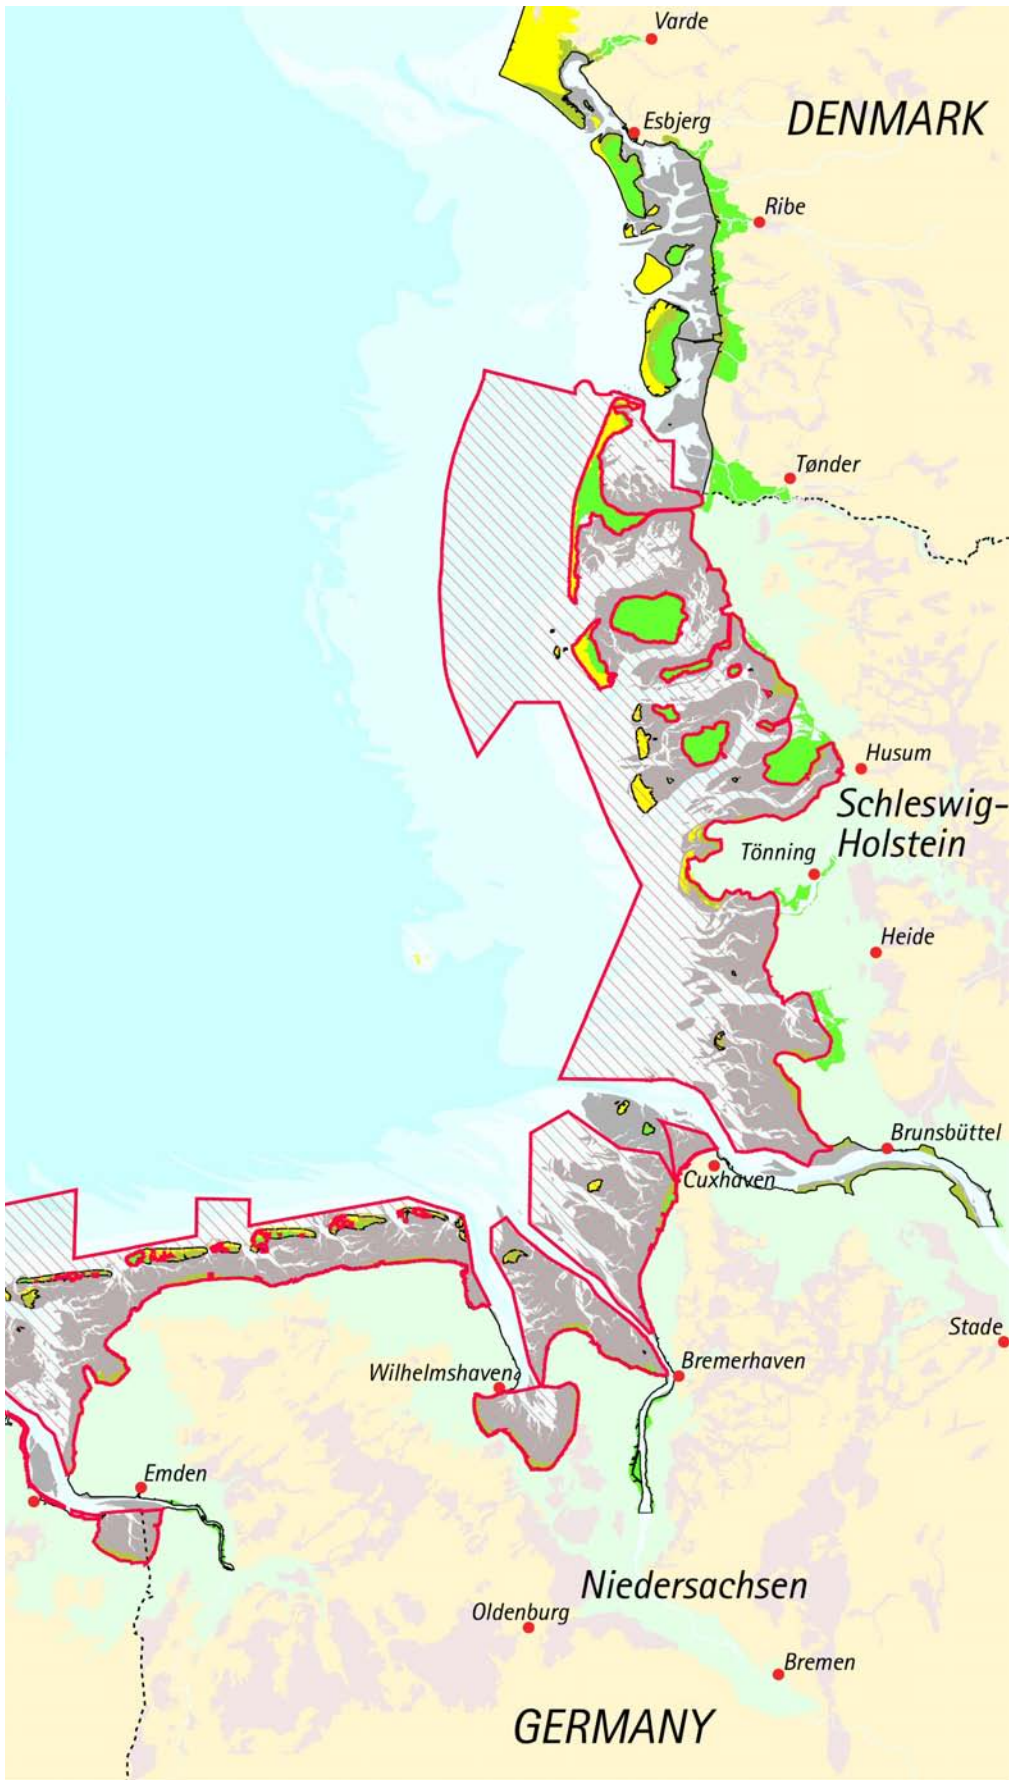 Varde
DENMARK
Esbjerg
Ribe
Tønder
Husum
Schleswig-
Holstein
Tönning
Heide
Brunsbüttel
Cuxhaven
Stade
Bremerhaven
Wilhelmshaven
Emden
Niedersachsen
Oldenburg
Bremen
GERMANY